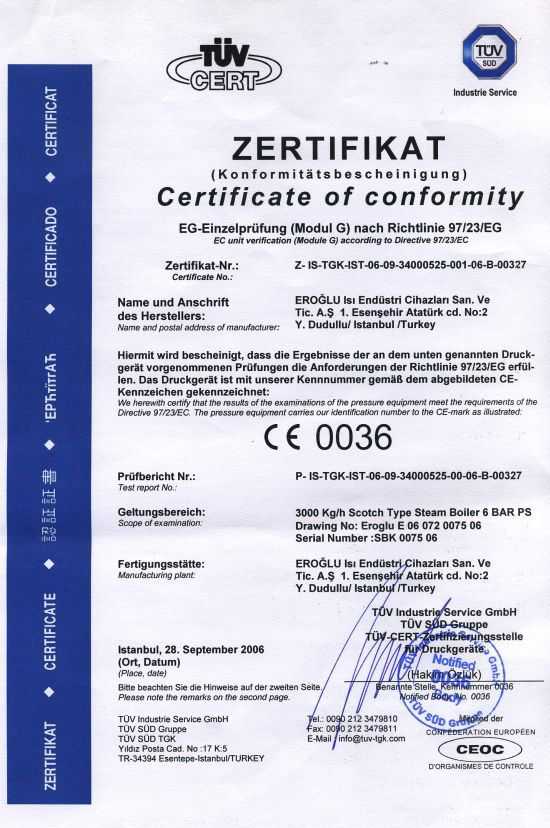 TÜV
CERT
TÜV
SÜD
Industrie Service
ZERTIFIKAT
(Konformitätsbescheinigung)
Certificate of conformity
EG-Einzelprüfung (Modul G) nach Richtlinie 97/23/EG
EC unit verification (Module G) according to Directive 97/23/EC
Zertifikat-Nr.: Z- IS-TGK-IST-06-09-34000525-001-06-B-00327
Certificate No.:
Name und Anschrift EROĞLU Isı Endüstri Cihazları San. Ve
des Herstellers: Tic. A.Ş 1. Esenşehir Atatürk cd. No:2
Name and postal address of manufacturer: Y. Dudullu/ Istanbul /Turkey
Hiermit wird bescheinigt, dass die Ergebnisse der an dem unten genannten Druck-
gerät vorgenommenen Prüfungen die Anforderungen der Richtlinie 97/23/EG erfül-
len. Das Druckgerät ist mit unserer Kennnummer gemäß dem abgebildeten CE-
Kennzeichen gekennzeichnet:
We herewith certify that the results of the examinations of the pressure equipment meet the requirements of the
Directive 97/23/EC. The pressure equipment carries our identification number to the CE-mark as illustrated:
CE 0036
Prüfbericht Nr.: P- IS-TGK-IST-06-09-34000525-00-06-B-00327
Test report No.:
Geltungsbereich: 3000 Kg/h Scotch Type Steam Boiler 6 BAR PS
Scope of examination: Drawing No: Eroglu E 06 072 0075 06
Serial Number :SBK 0075 06
Fertigungsstätte: EROĞLU Isı Endüstri Cihazları San. Ve
Manufacturing plant: Tic. A.Ş 1. Esenşehir Atatürk cd. No:2
Y. Dudullu/ Istanbul /Turkey
TÜV Industrie Service GmbH
TÜV SÜD Gruppe
TÜV-CERT-Zertifizierungsstelle
für Druckgeräte
Istanbul, 28. September 2006
(Ort, Datum)
(Place, date)
(Hakim Özlük)
Benannte Stelle, Kennnummer 0036
Notified Body, No. 0036
TÜV Industrie Service GmbH
Notified
0036
Body
TÜV SÜD Gruppe
Bitte beachten Sie die Hinweise auf der zweiten Seite.
Please note the remarks on the second page.
TÜV Industrie Service GmbH
TÜV SÜD Gruppe
TÜV SÜD TGK
Yıldız Posta Cad. No :17 K:5
TR-34394 Esentepe-Istanbul/TURKEY
Tel.: 0090 212 3479810
Fax: 0090 212 3479811
E-Mail : info@tuv-tgk.com
Mitglied der
CONFÉDÉRATION EUROPÉEN
CEOC
D'ORGANISMES DE CONTROLE
ZERTIFIKAT ◆ CERTIFICATE ◆ 認証証書 ◆ ◆ CERTIFICADO ◆ CERTIFICAT